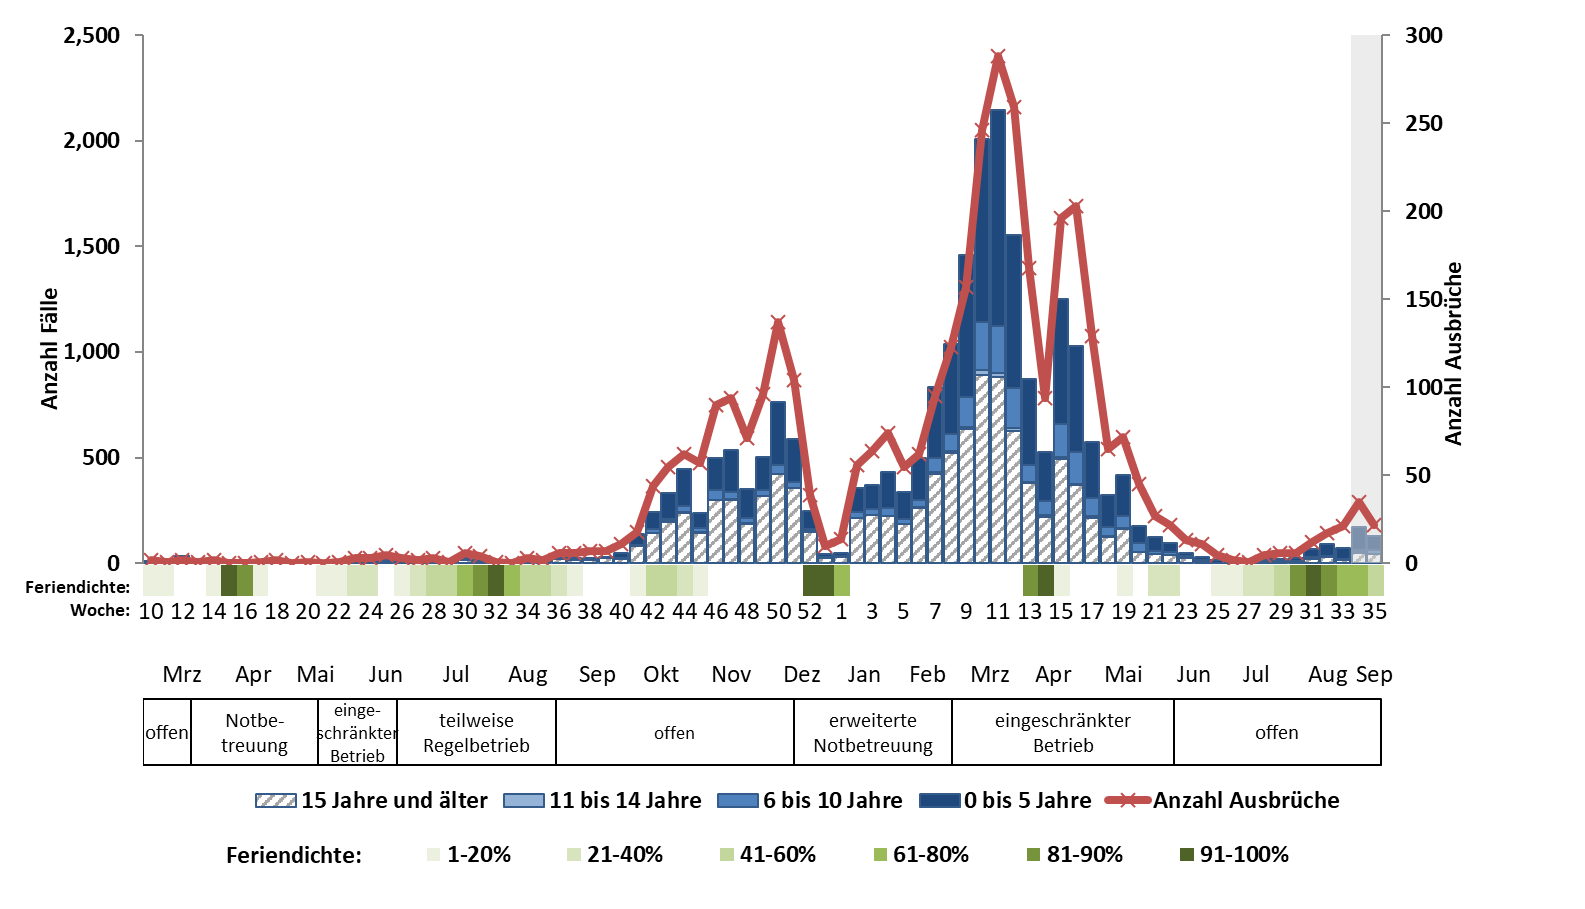 2,500
2,000
1,500
1,000
500
0
Anzahl Fälle
300
250
200
150
100
50
0
Anzahl Ausbrüche
Feriendichte:
Woche: 10 12 14 16 18 20 22 24 26 28 30 32 34 36 38 40 42 44 46 48 50 52 1 3 5 7 9 11 13 15 17 19 21 23 25 27 29 31 33 35
Mrz Apr Mai Jun Jul Aug Sep Okt Nov Dez Jan Feb Mrz Apr Mai Jun Jul Aug Sep
offen
Notbe-
treuung
einge-
schränkter
Betrieb
teilweise
Regelbetrieb
offen
erweiterte
Notbetreuung
eingeschränkter
Betrieb
offen
15 Jahre und älter 11 bis 14 Jahre 6 bis 10 Jahre 0 bis 5 Jahre Anzahl Ausbrüche
Feriendichte: 1-20% 21-40% 41-60% 61-80% 81-90% 91-100%